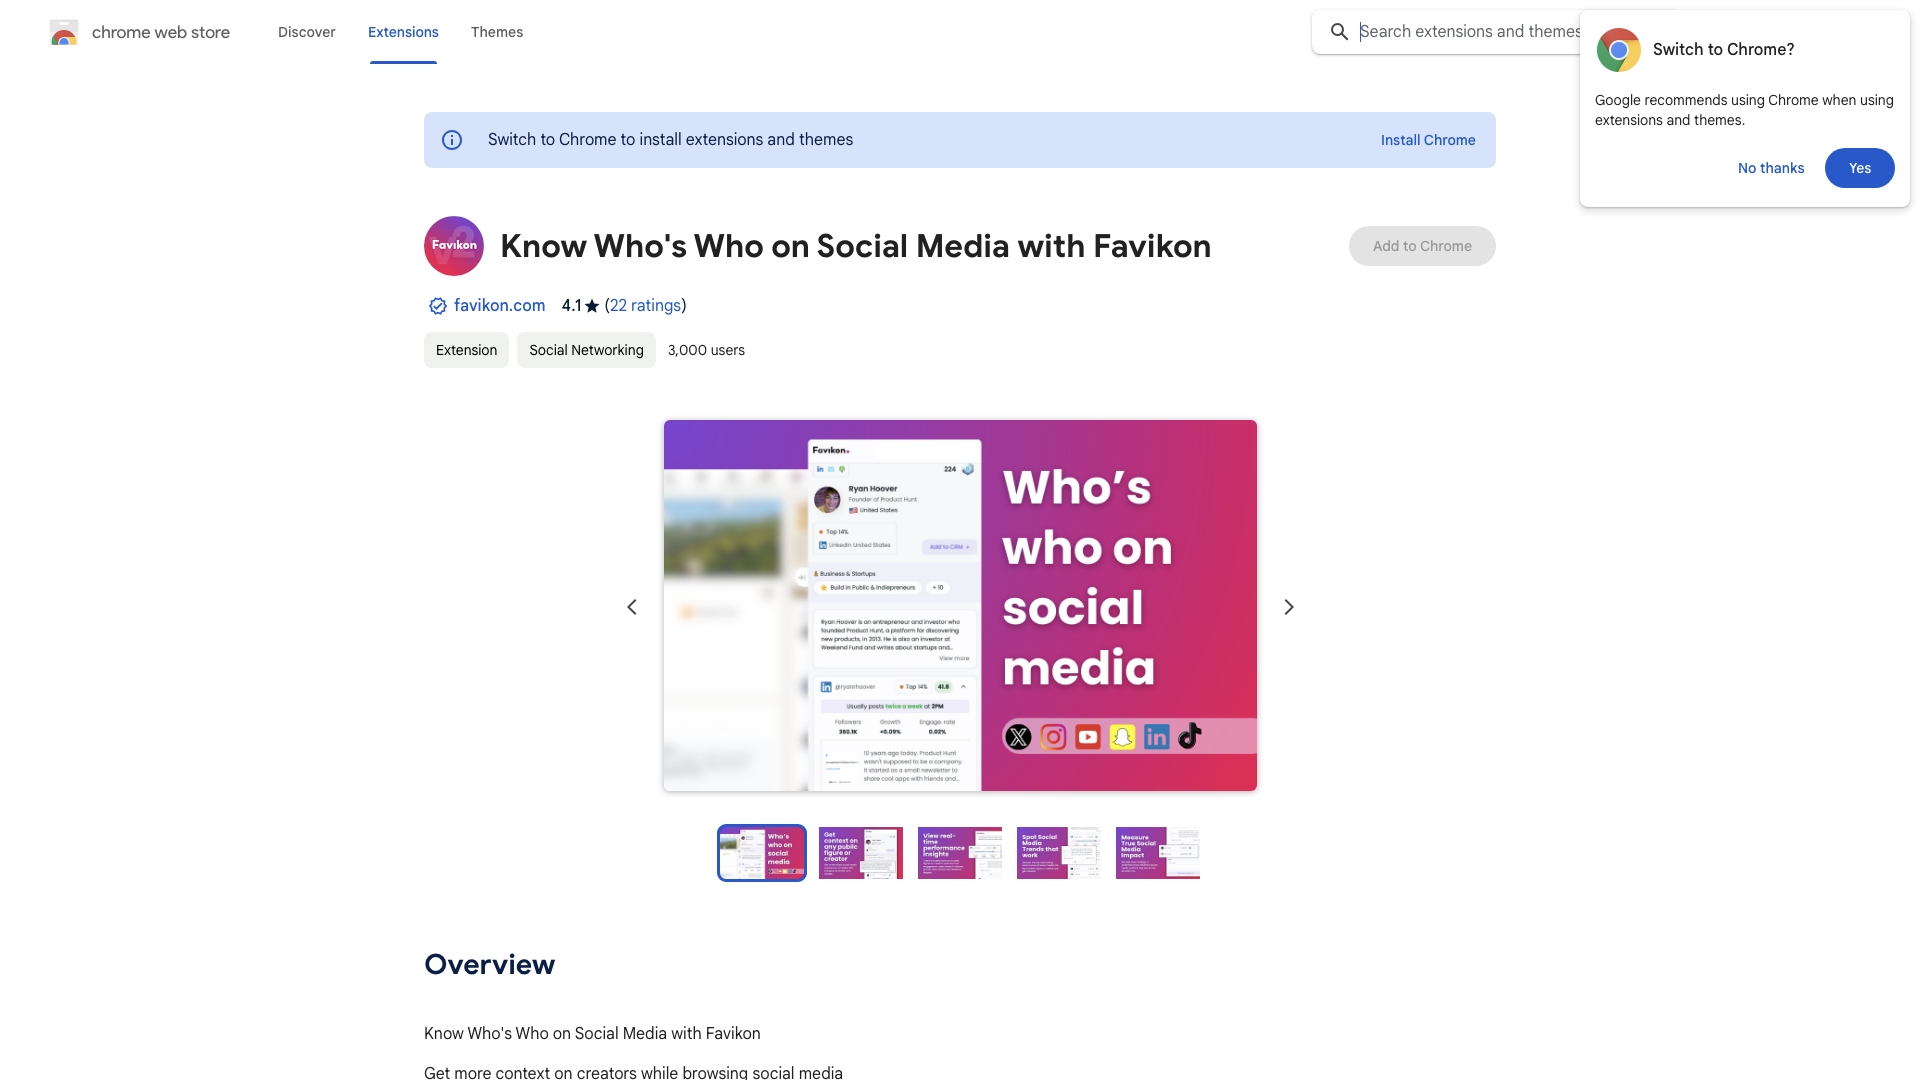 chrome web store
Discover
Extensions
Themes
Search extensions and themes
Switch to Chrome?
Google recommends using Chrome when using
extensions and themes.
No thanks
Yes
Switch to Chrome to install extensions and themes
Install Chrome
Favikon
v2
Know Who's Who on Social Media with Favikon
Add to Chrome
favikon.com
4.1 ★ (22 ratings)
Extension
Social Networking
3,000 users
Favikon.
224
Ryan Hoover
Founder of Product Hunt
United States
Top 14%
LinkedIn United States
Add to CRM +
Business & Startups
Build in Public & Indiepreneurs
+ 10
Ryan Hoover is an entrepreneur and investor who
founded Product Hunt, a platform for discovering
new products, in 2013. He is also an investor at
Weekend Fund and writes about startups and...
View more
@ryanrhoover
Top 14%
41.8
Usually posts twice a week at 2PM
Followers
Growth
Engage. rate
360.1K
+0.09%
0.02%
10 years ago today, Product Hunt
wasn't supposed to be a company.
It started as a small newsletter to
share cool apps with friends and...
Who's
who on
social
media
Who's
who on
social
media
Get
context on
any public
figure or
creator
View real-
time
performance
insights
Spot Social
Media
Trends that
work
Measure
True Social
Media
Impact
Overview
Know Who's Who on Social Media with Favikon
Get more context on creators while browsing social media